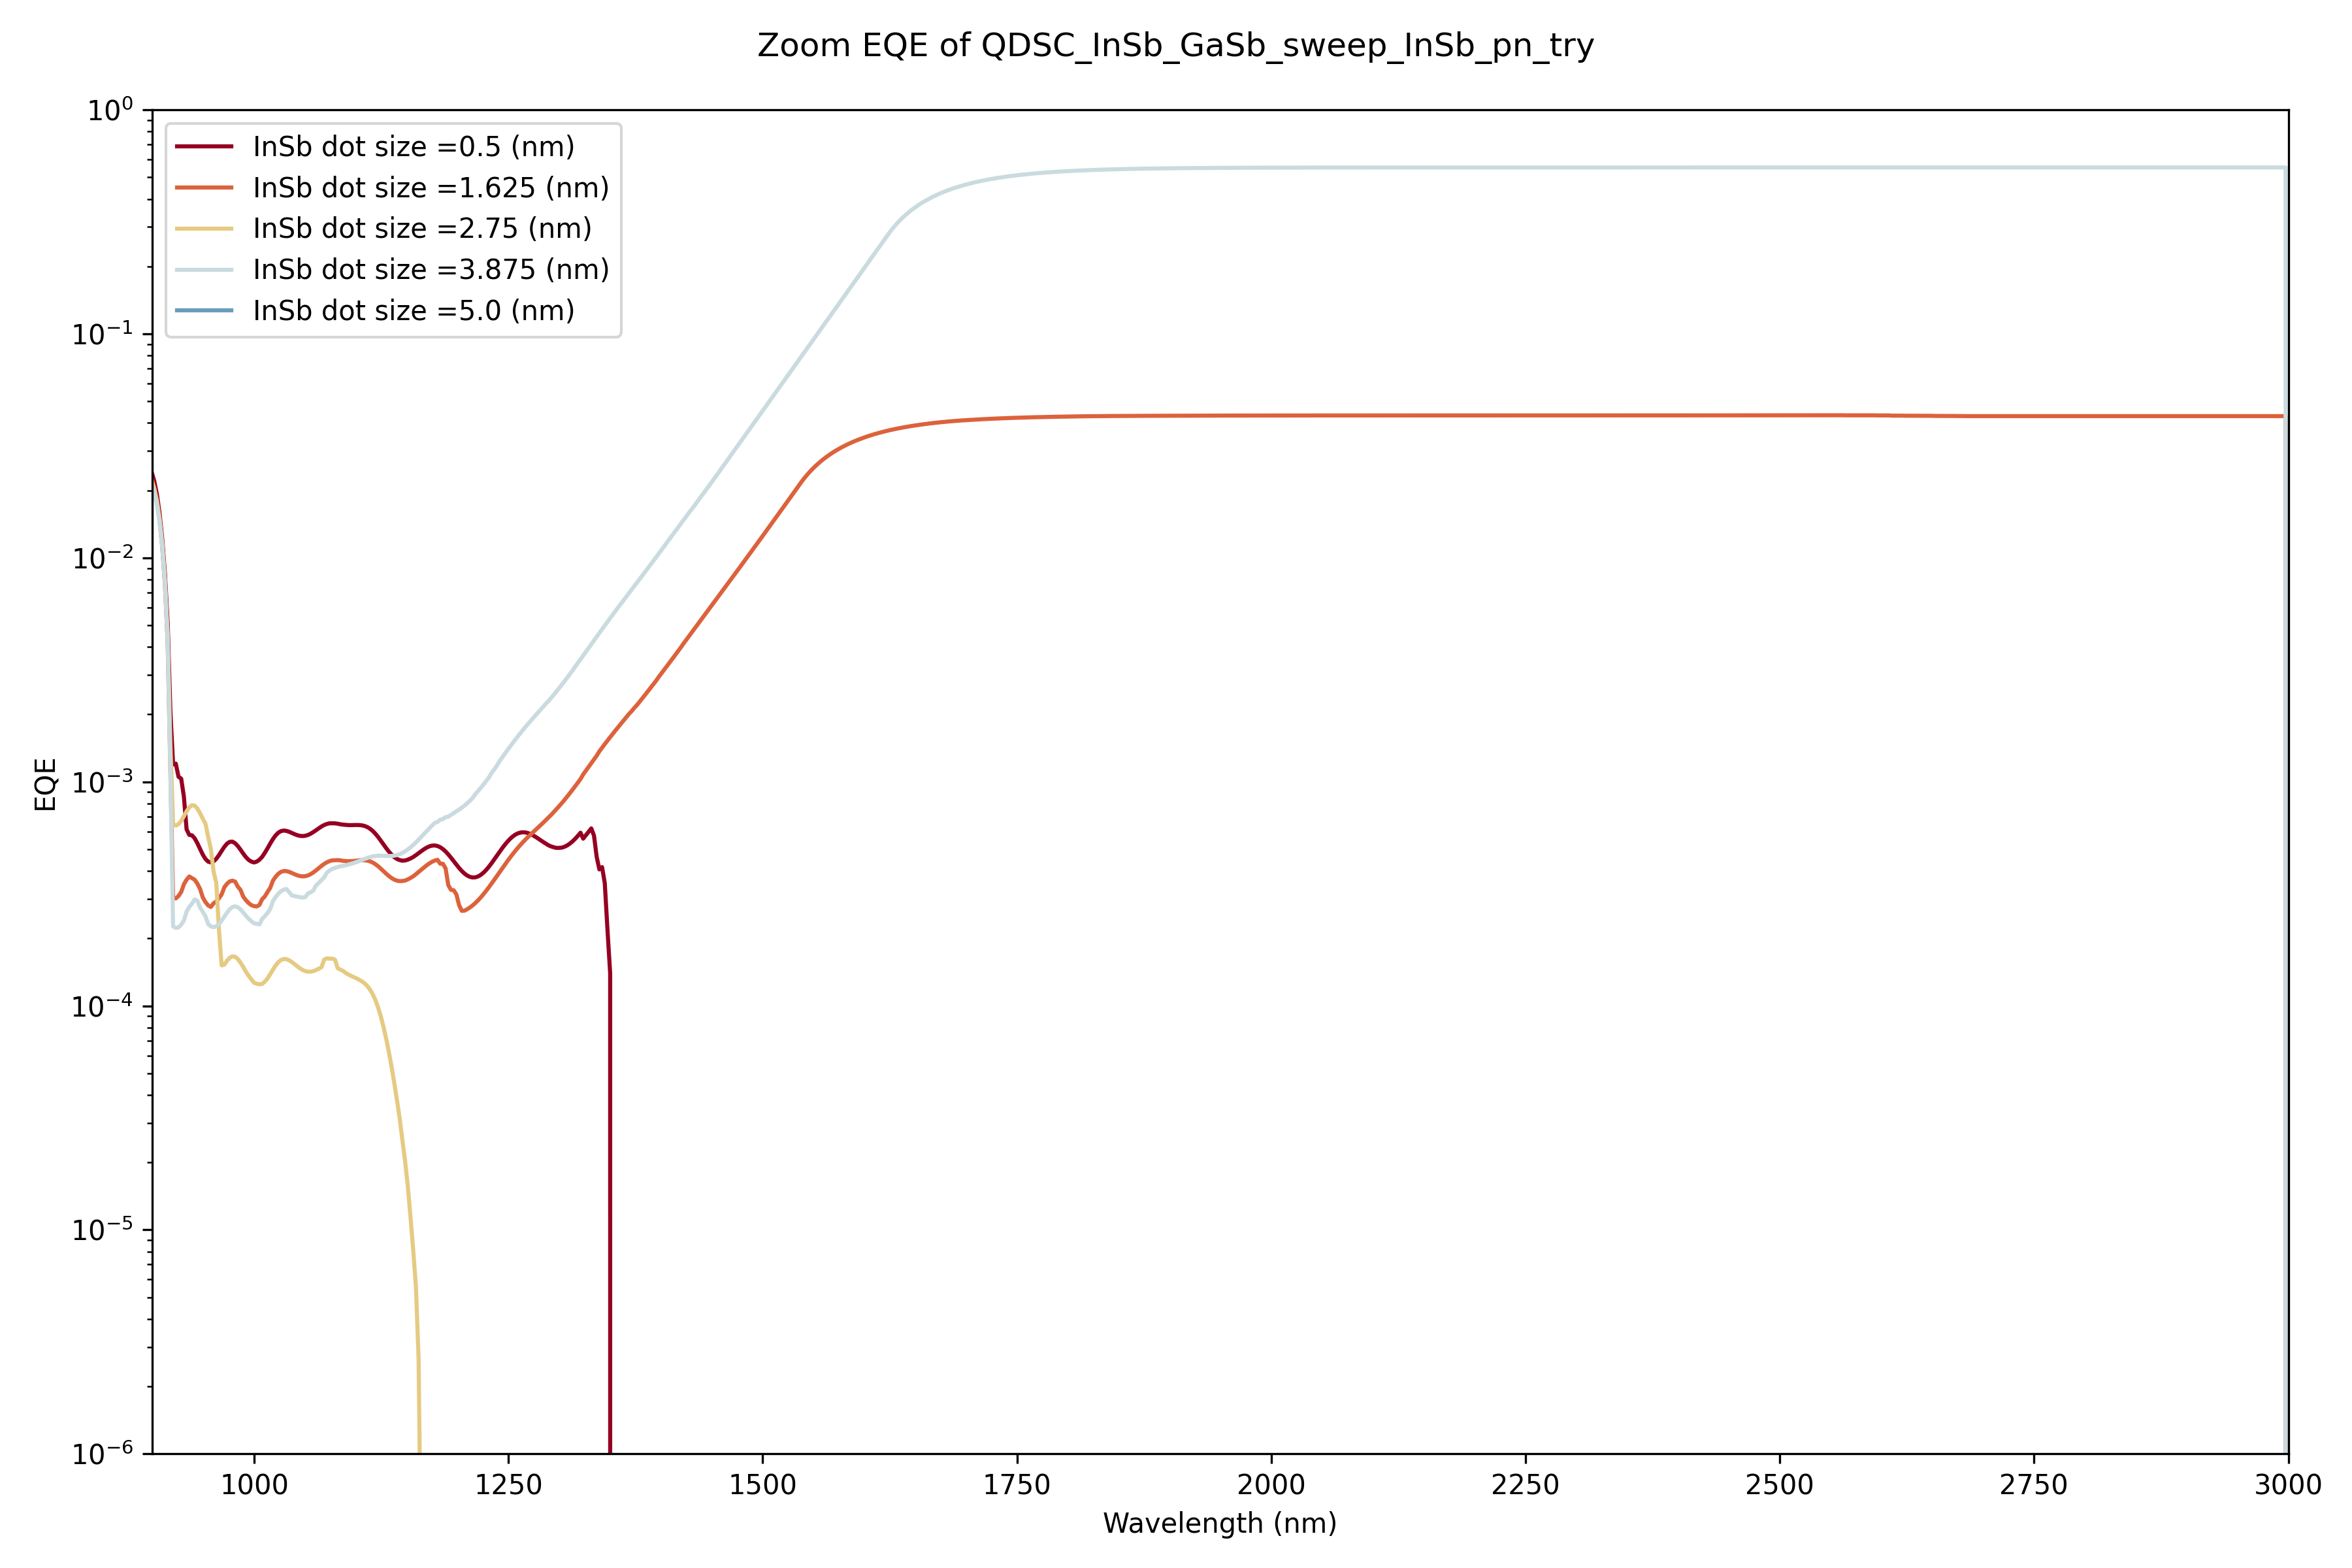 Zoom EQE of QDSC_InSb_GaSb_sweep_InSb_pn_try
10⁰
10⁻¹
10⁻²
10⁻³
10⁻⁴
10⁻⁵
10⁻⁶
EQE
InSb dot size =0.5 (nm)
InSb dot size =1.625 (nm)
InSb dot size =2.75 (nm)
InSb dot size =3.875 (nm)
InSb dot size =5.0 (nm)
1000 1250 1500 1750 2000 2250 2500 2750 3000
Wavelength (nm)